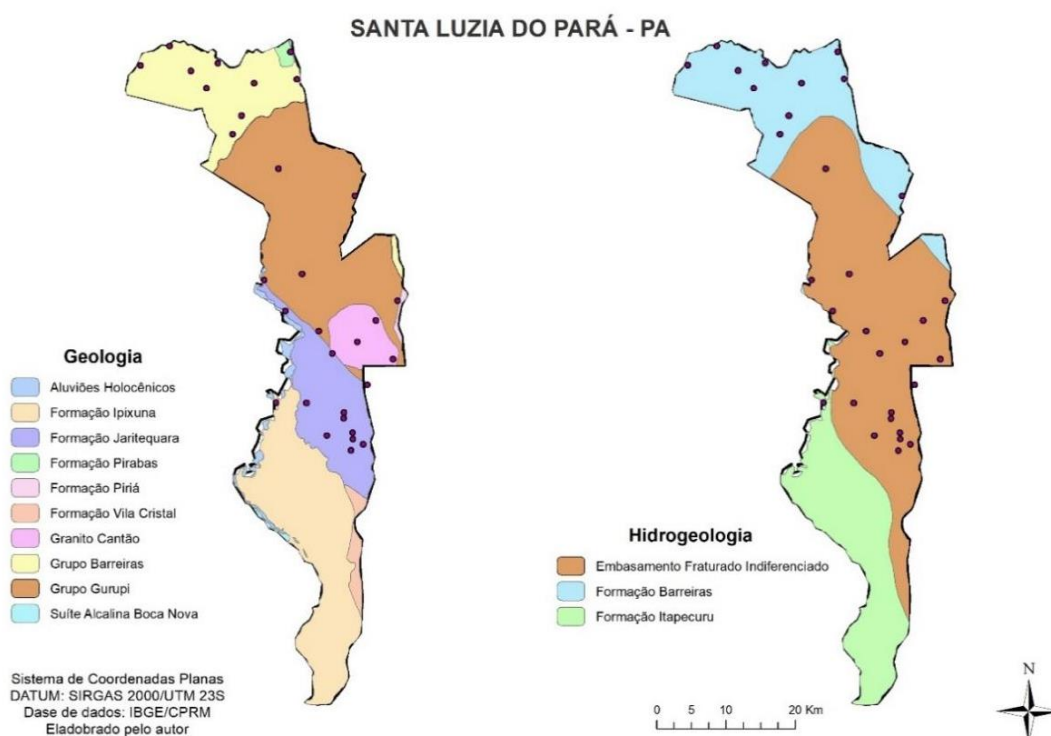 SANTA LUZIA DO PARÁ - PA
Geologia
Aluviões Holocênicos
Formação Ipixuna
Formação Jaritequara
Formação Pirabas
Formação Piriá
Formação Vila Cristal
Granito Cantão
Grupo Barreiras
Grupo Gurupi
Suíte Alcalina Boca Nova
Sistema de Coordenadas Planas
DATUM: SIRGAS 2000/UTM 23S
Dase de dados: IBGE/CPRM
Eladobrado pelo autor
Hidrogeologia
Embasamento Fraturado Indiferenciado
Formação Barreiras
Formação Itapecuru
0 5 10 20 Km
N